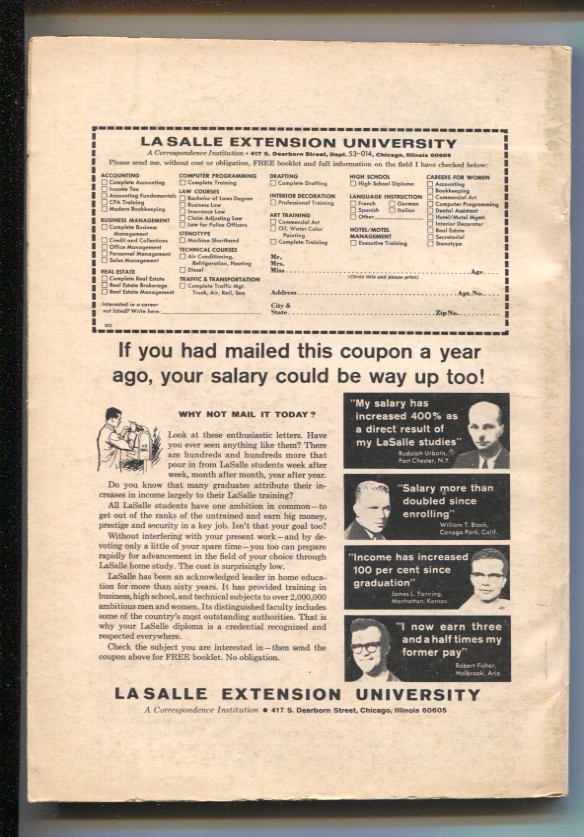 LA SALLE EXTENSION UNIVERSITY
A Correspondence Institution • 417 S. Dearborn Street, Dept. 53-014, Chicago, Illinois 60605
Please send me, without cost or obligation, FREE booklet and full information on the field I have checked below:
ACCOUNTING
Complete Accounting
Income Tax
Accounting Fundamentals
CPA Training
Modern Bookkeeping
BUSINESS MANAGEMENT
Complete Business
Management
Credit and Collections
Office Management
Personnel Management
Sales Management
REAL ESTATE
Complete Real Estate
Real Estate Brokerage
Real Estate Management
Interested in a career
not listed? Write here:
COMPUTER PROGRAMMING
Complete Training
LAW COURSES
Bachelor of Laws Degree
Business Law
Insurance Law
Claim Adjusting Law
Law for Police Officers
STENOTYPE
Machine Shorthand
TECHNICAL COURSES
Air Conditioning,
Refrigeration, Heating
Diesel
TRAFFIC & TRANSPORTATION
Complete Traffic Mgt.
Truck, Air, Rail, Sea
DRAFTING
Complete Drafting
INTERIOR DECORATION
Professional Training
ART TRAINING
Commercial Art
Oil, Water Color
Painting
Complete Training
HIGH SCHOOL
High School Diploma
LANGUAGE INSTRUCTION
French German
Spanish Italian
Other
HOTEL/MOTEL
MANAGEMENT
Executive Training
CAREERS FOR WOMEN
Accounting
Bookkeeping
Commercial Art
Computer Programming
Dental Assistant
Hotel/Motel Mgmt.
Interior Decorator
Real Estate
Secretarial
Stenotype
Mr.
Mrs.
Miss Age
(Circle title and please print)
Address Apt. No.
City &
State Zip No.
If you had mailed this coupon a year
ago, your salary could be way up too!
WHY NOT MAIL IT TODAY?
Look at these enthusiastic letters. Have
you ever seen anything like them? There
are hundreds and hundreds more that
pour in from LaSalle students week after
week, month after month, year after year.
Do you know that many graduates attribute their in-
creases in income largely to their LaSalle training?
All LaSalle students have one ambition in common—to
get out of the ranks of the untrained and earn big money,
prestige and security in a key job. Isn't that your goal too?
Without interfering with your present work—and by de-
voting only a little of your spare time—you too can prepare
rapidly for advancement in the field of your choice through
LaSalle home study. The cost is surprisingly low.
LaSalle has been an acknowledged leader in home educa-
tion for more than sixty years. It has provided training in
business, high school, and technical subjects to over 2,000,000
ambitious men and women. Its distinguished faculty includes
some of the country's most outstanding authorities. That is
why your LaSalle diploma is a credential recognized and
respected everywhere.
Check the subject you are interested in—then send the
coupon above for FREE booklet. No obligation.
"My salary has
increased 400% as
a direct result of
my LaSalle studies"
Rudolph
Port Chester, N.Y.
"Salary more than
doubled since
enrolling"
William T. Block,
Canoga Park, Calif.
"Income has increased
100 per cent since
graduation"
James L. Yonning,
Manhattan, Kansas
"I now earn three
and a half times my
former pay"
Robert Fisher,
Holbrook, Ariz.
LA SALLE EXTENSION UNIVERSITY
A Correspondence Institution • 417 S. Dearborn Street, Chicago, Illinois 60605